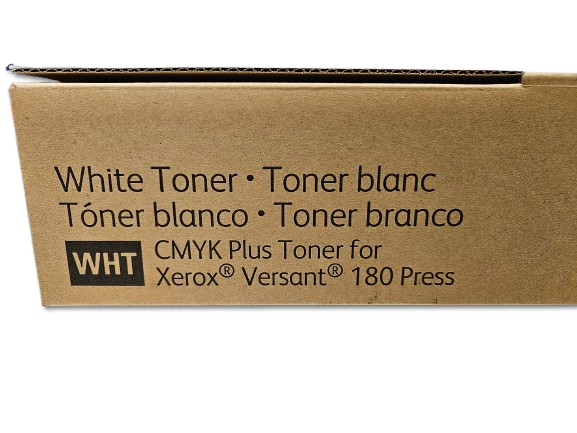 White Toner • Toner blanc
Tóner blanco • Toner branco
WHT
CMYK Plus Toner for
Xerox® Versant® 180 Press